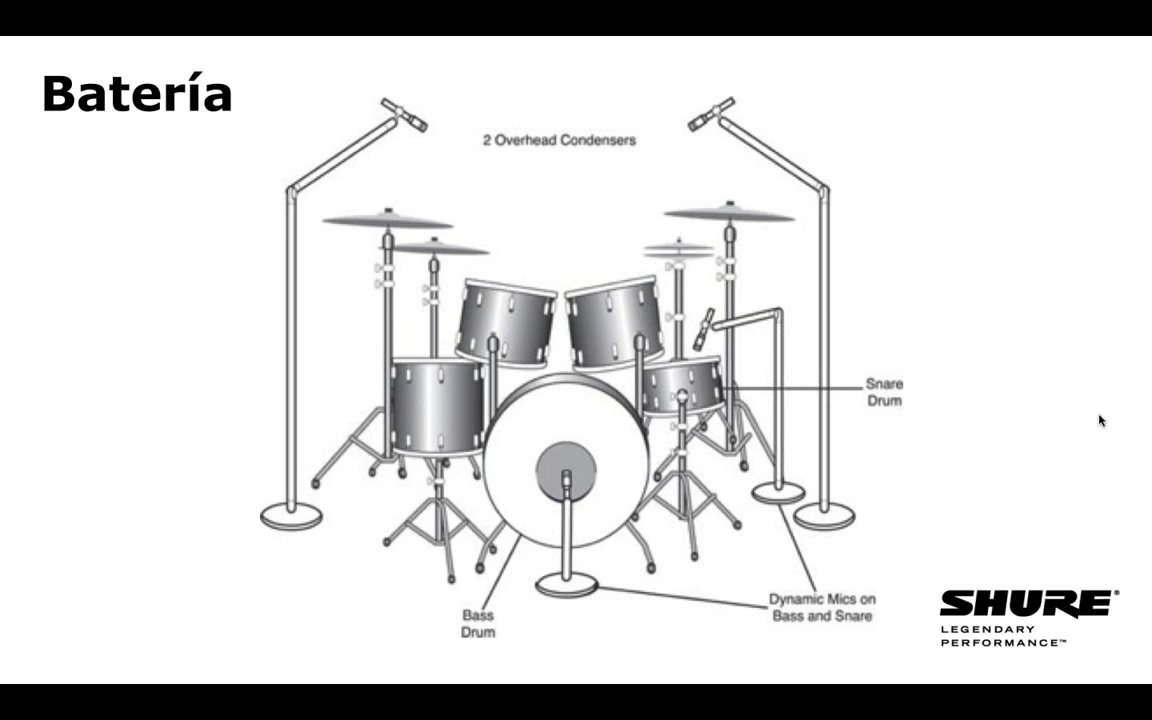 Batería
2 Overhead Condensers
Snare
Drum
Dynamic Mics on
Bass and Snare
Bass
Drum
SHURE®
LEGENDARY
PERFORMANCE™